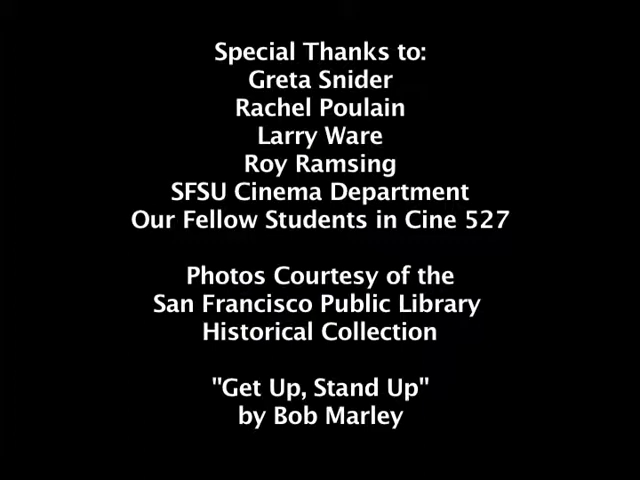 Special Thanks to:
Greta Snider
Rachel Poulain
Larry Ware
Roy Ramsing
SFSU Cinema Department
Our Fellow Students in Cine 527
Photos Courtesy of the
San Francisco Public Library
Historical Collection
"Get Up, Stand Up"
by Bob Marley